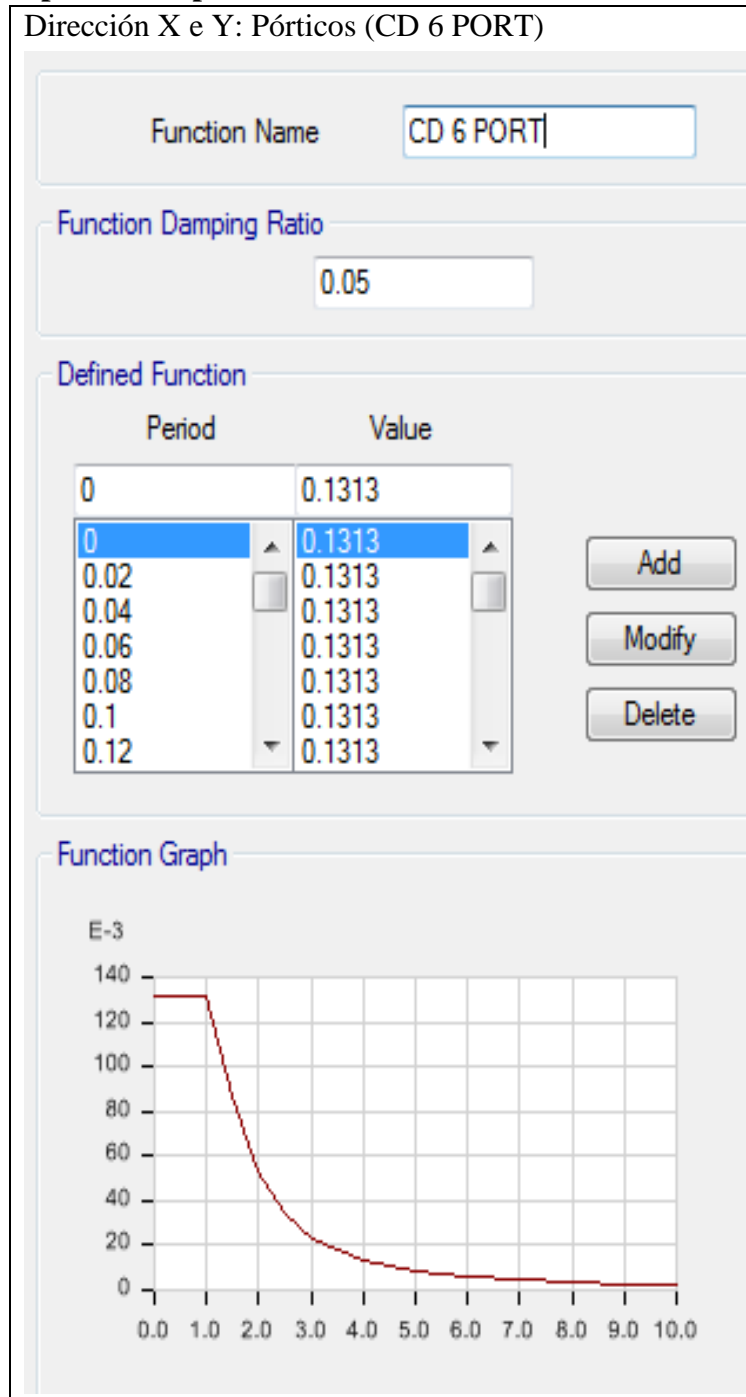 Dirección X e Y: Pórticos (CD 6 PORT)
Function Name CD 6 PORT
Function Damping Ratio
0.05
Defined Function
Period Value
0 0.1313
0 0.1313
0.02 0.1313
0.04 0.1313
0.06 0.1313
0.08 0.1313
0.1 0.1313
0.12 0.1313
Add
Modify
Delete
Function Graph
E-3
140
120
100
80
60
40
20
0
0.0 1.0 2.0 3.0 4.0 5.0 6.0 7.0 8.0 9.0 10.0